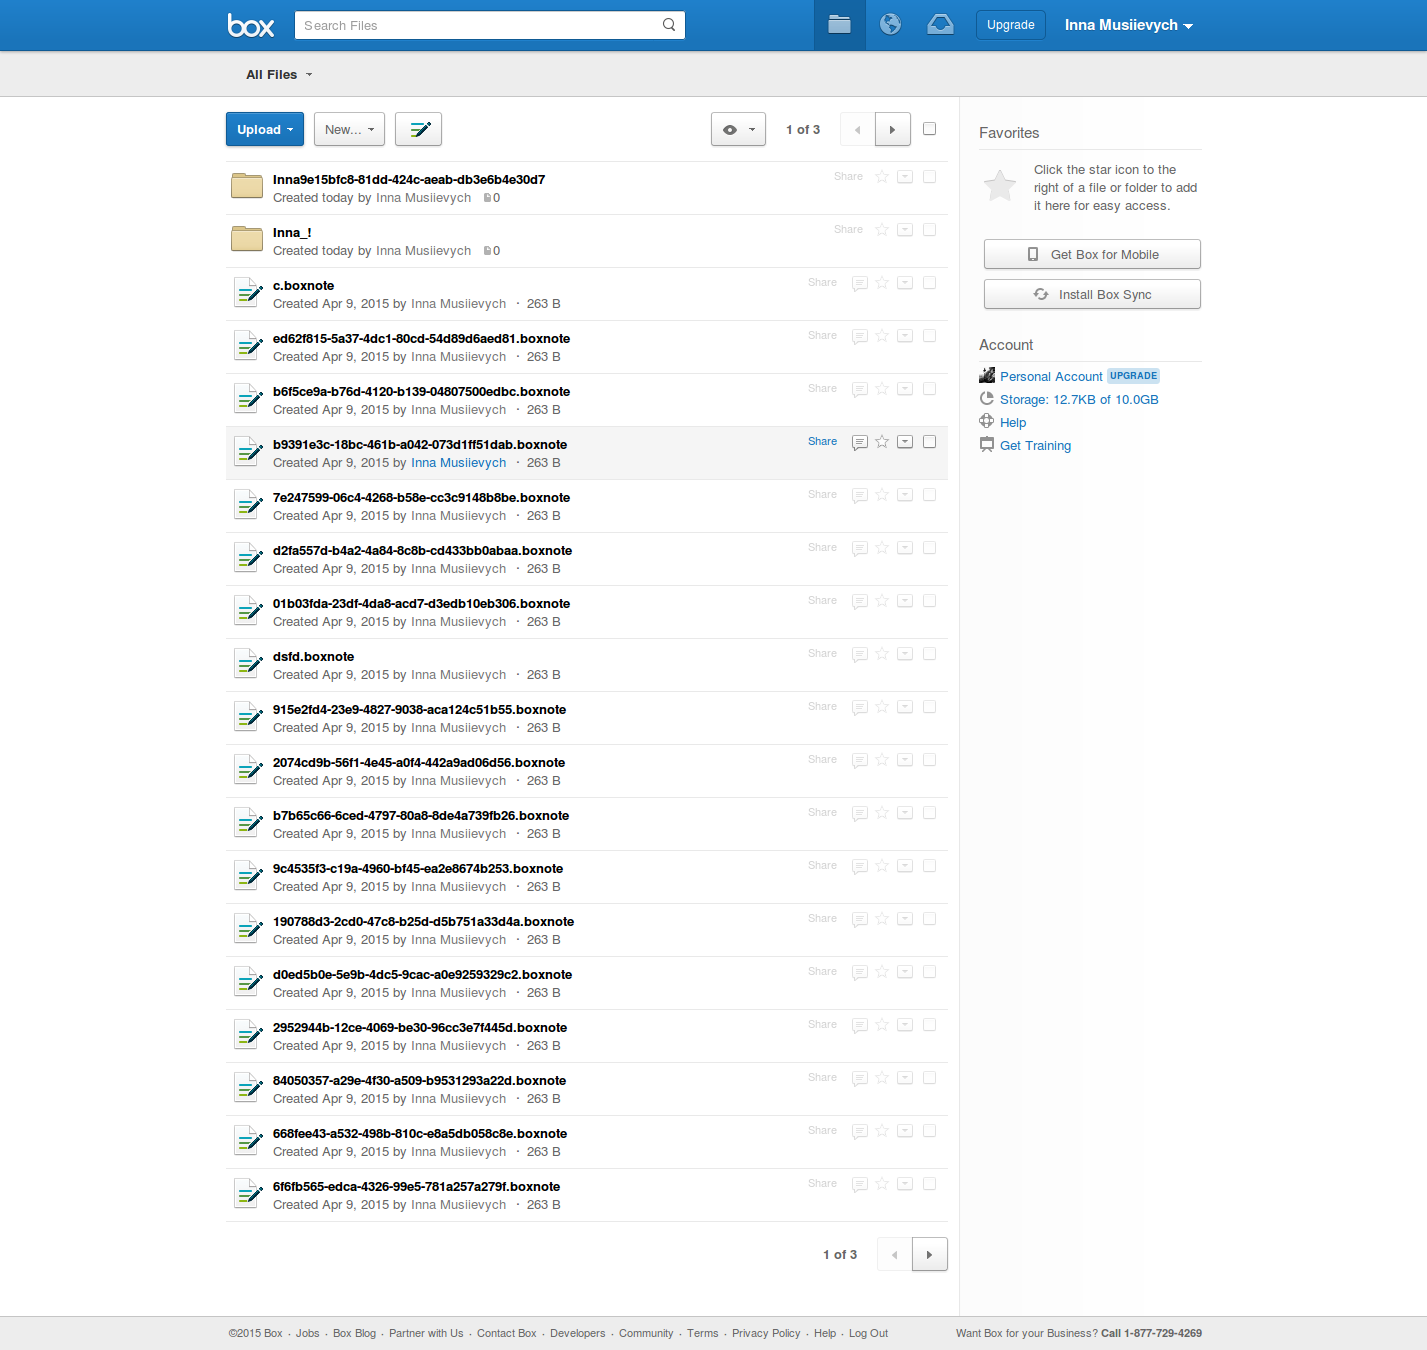 box
Search Files
Upgrade
Inna Musiievych
All Files
Upload
New...
1 of 3
Inna9e15bfc8-81dd-424c-aeab-db3e6b4e30d7
Share
Created today by Inna Musiievych 0
Inna_!
Share
Created today by Inna Musiievych 0
c.boxnote
Share
Created Apr 9, 2015 by Inna Musiievych · 263 B
ed62f815-5a37-4dc1-80cd-54d89d6aed81.boxnote
Share
Created Apr 9, 2015 by Inna Musiievych · 263 B
b6f5ce9a-b76d-4120-b139-04807500edbc.boxnote
Share
Created Apr 9, 2015 by Inna Musiievych · 263 B
b9391e3c-18bc-461b-a042-073d1ff51dab.boxnote
Share
Created Apr 9, 2015 by Inna Musiievych · 263 B
7e247599-06c4-4268-b58e-cc3c9148b8be.boxnote
Share
Created Apr 9, 2015 by Inna Musiievych · 263 B
d2fa557d-b4a2-4a84-8c8b-cd433bb0abaa.boxnote
Share
Created Apr 9, 2015 by Inna Musiievych · 263 B
01b03fda-23df-4da8-acd7-d3edb10eb306.boxnote
Share
Created Apr 9, 2015 by Inna Musiievych · 263 B
dsfd.boxnote
Share
Created Apr 9, 2015 by Inna Musiievych · 263 B
915e2fd4-23e9-4827-9038-aca124c51b55.boxnote
Share
Created Apr 9, 2015 by Inna Musiievych · 263 B
2074cd9b-56f1-4e45-a0f4-442a9ad06d56.boxnote
Share
Created Apr 9, 2015 by Inna Musiievych · 263 B
b7b65c66-6ced-4797-80a8-8de4a739fb26.boxnote
Share
Created Apr 9, 2015 by Inna Musiievych · 263 B
9c4535f3-c19a-4960-bf45-ea2e8674b253.boxnote
Share
Created Apr 9, 2015 by Inna Musiievych · 263 B
190788d3-2cd0-47c8-b25d-d5b751a33d4a.boxnote
Share
Created Apr 9, 2015 by Inna Musiievych · 263 B
d0ed5b0e-5e9b-4dc5-9cac-a0e9259329c2.boxnote
Share
Created Apr 9, 2015 by Inna Musiievych · 263 B
2952944b-12ce-4069-be30-96cc3e7f445d.boxnote
Share
Created Apr 9, 2015 by Inna Musiievych · 263 B
84050357-a29e-4f30-a509-b9531293a22d.boxnote
Share
Created Apr 9, 2015 by Inna Musiievych · 263 B
668fee43-a532-498b-810c-e8a5db058c8e.boxnote
Share
Created Apr 9, 2015 by Inna Musiievych · 263 B
6f6fb565-edca-4326-99e5-781a257a279f.boxnote
Share
Created Apr 9, 2015 by Inna Musiievych · 263 B
1 of 3
Favorites
Click the star icon to the
right of a file or folder to add
it here for easy access.
Get Box for Mobile
Install Box Sync
Account
Personal Account UPGRADE
Storage: 12.7KB of 10.0GB
Help
Get Training
©2015 Box · Jobs · Box Blog · Partner with Us · Contact Box · Developers · Community · Terms · Privacy Policy · Help · Log Out
Want Box for your Business? Call 1-877-729-4269